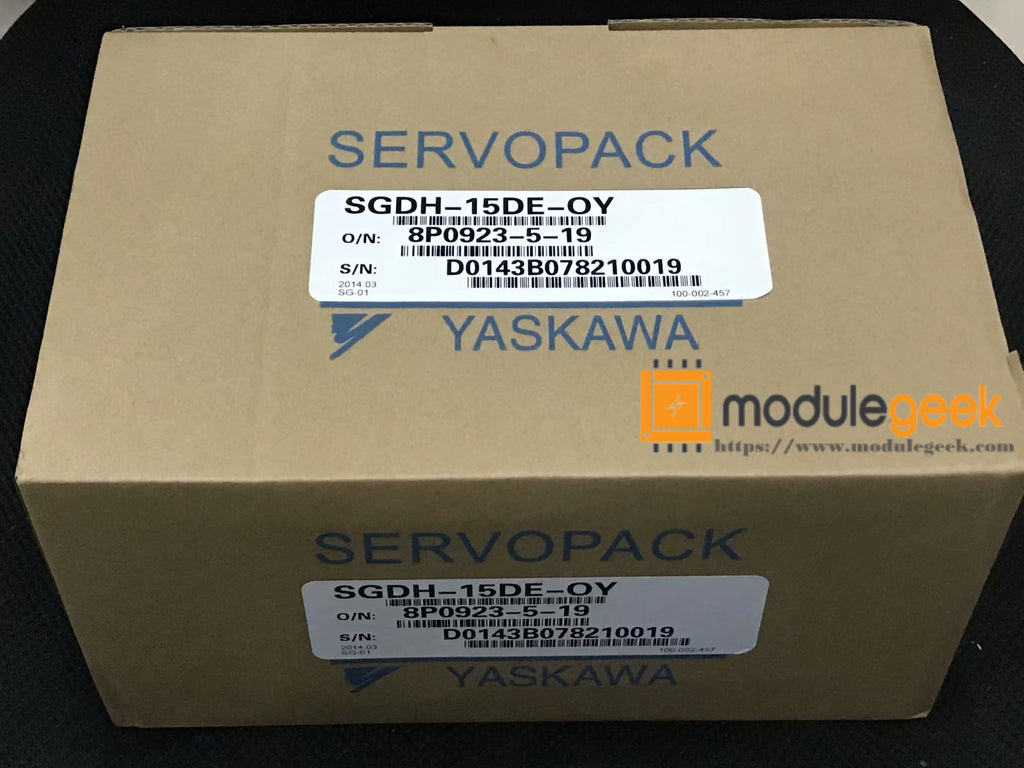 SERVOPACK
SGDH-15DE-OY
O/N: 8P0923-5-19
S/N: D0143B078210019
2014.03
SG-01 100-002-457
YASKAWA
modulegeek
https://www.modulegeek.com
SERVOPACK
SGDH-15DE-OY
O/N: 8P0923-5-19
S/N: D0143B078210019
2014.03
SG-01 100-002-457
YASKAWA